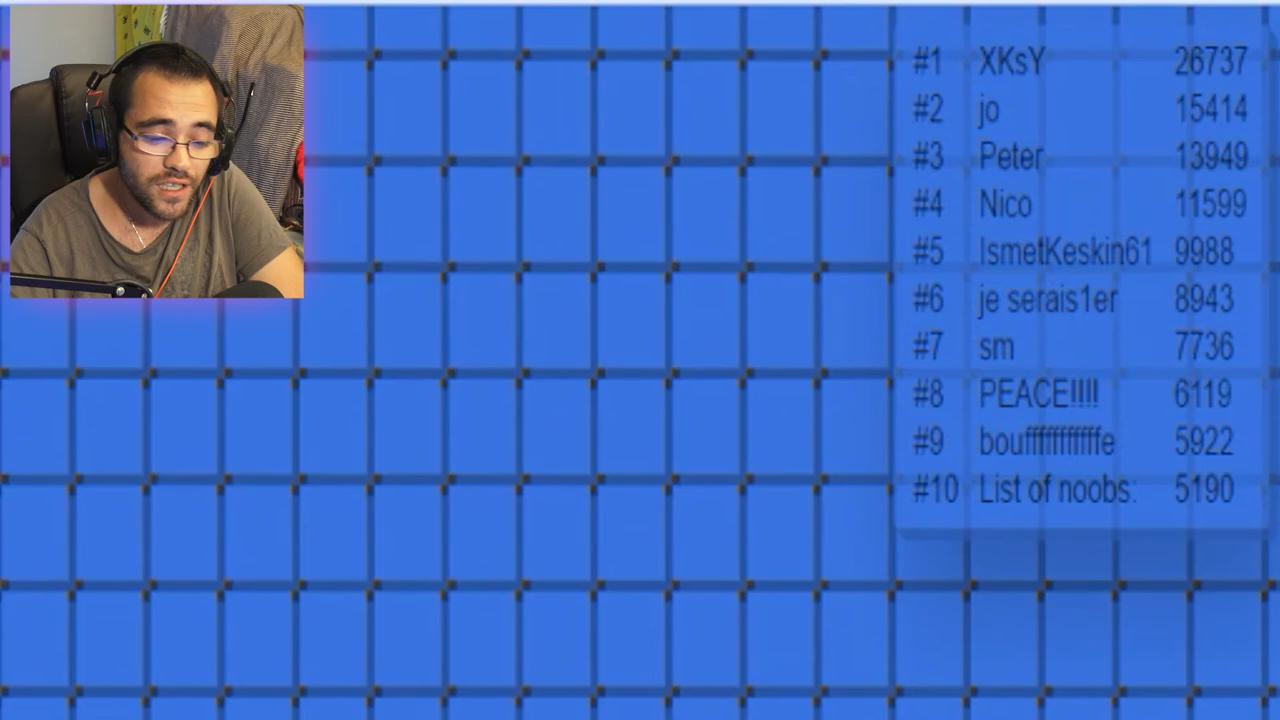 #1 XKsY 26737
#2 jo 15414
#3 Peter 13949
#4 Nico 11599
#5 IsmetKeskin61 9988
#6 je serais1er 8943
#7 sm 7736
#8 PEACE!!!! 6119
#9 boufffffffffffe 5922
#10 List of noobs: 5190